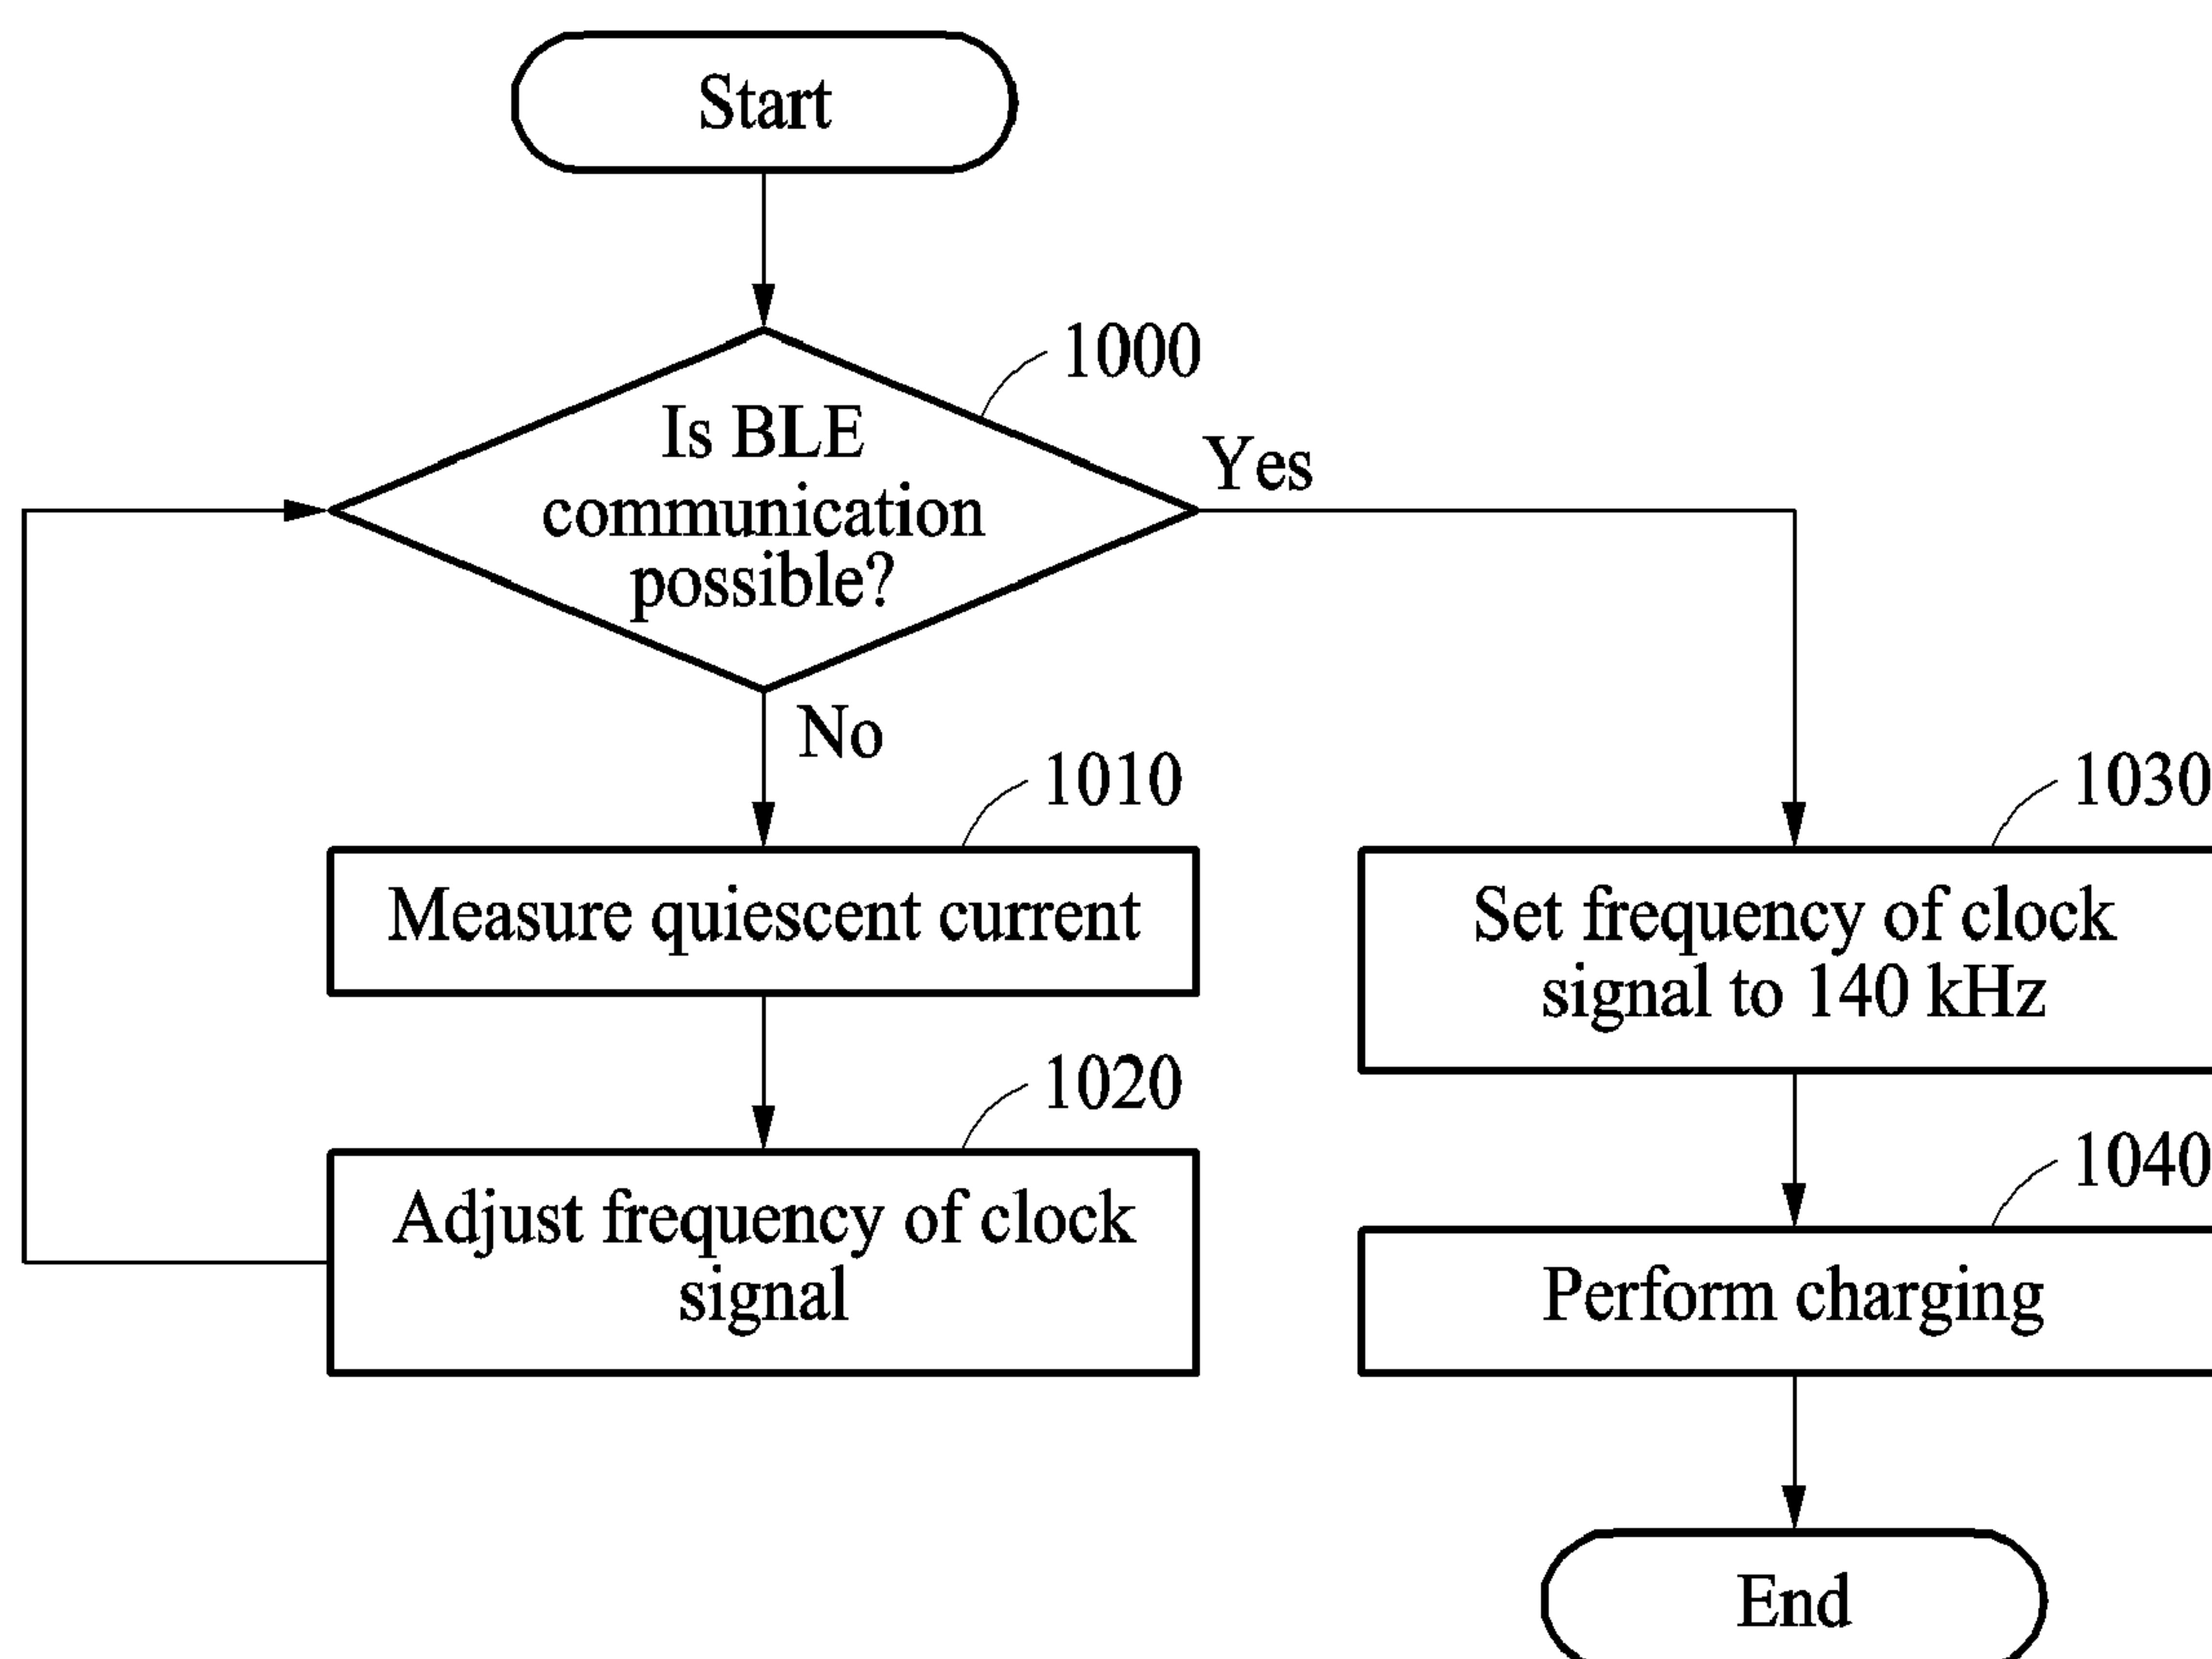 Start
1000
Is BLE
communication
possible?
Yes
No
1010
Measure quiescent current
1020
Adjust frequency of clock
signal
1030
Set frequency of clock
signal to 140 kHz
1040
Perform charging
End